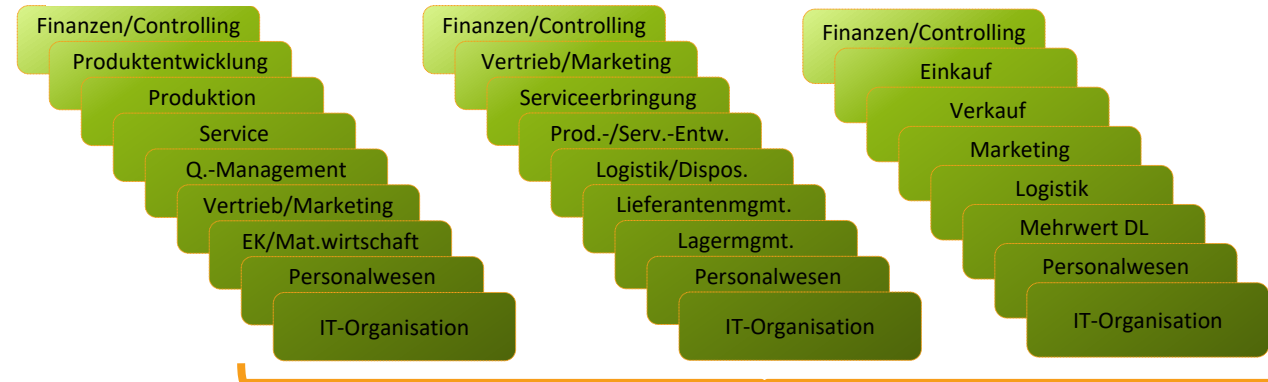 Finanzen/Controlling
Produktentwicklung
Produktion
Service
Q.-Management
Vertrieb/Marketing
EK/Mat.wirtschaft
Personalwesen
IT-Organisation
Finanzen/Controlling
Vertrieb/Marketing
Serviceerbringung
Prod.-/Serv.-Entw.
Logistik/Dispos.
Lieferantenmgmt.
Lagermgmt.
Personalwesen
IT-Organisation
Finanzen/Controlling
Einkauf
Verkauf
Marketing
Logistik
Mehrwert DL
Personalwesen
IT-Organisation